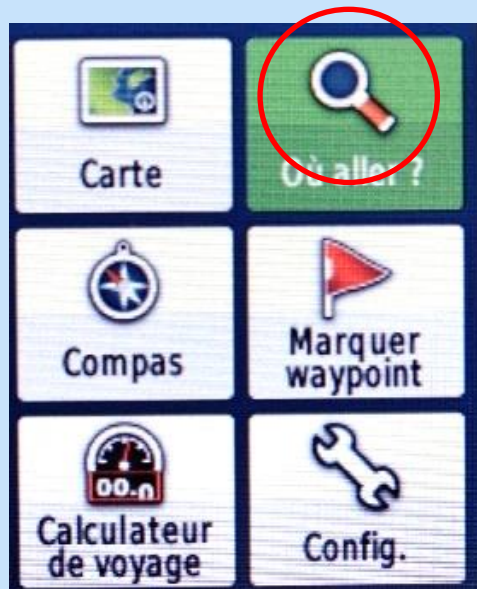 Carte
Où aller ?
Compas
Marquer
waypoint
00.0
Calculateur
de voyage
Config.